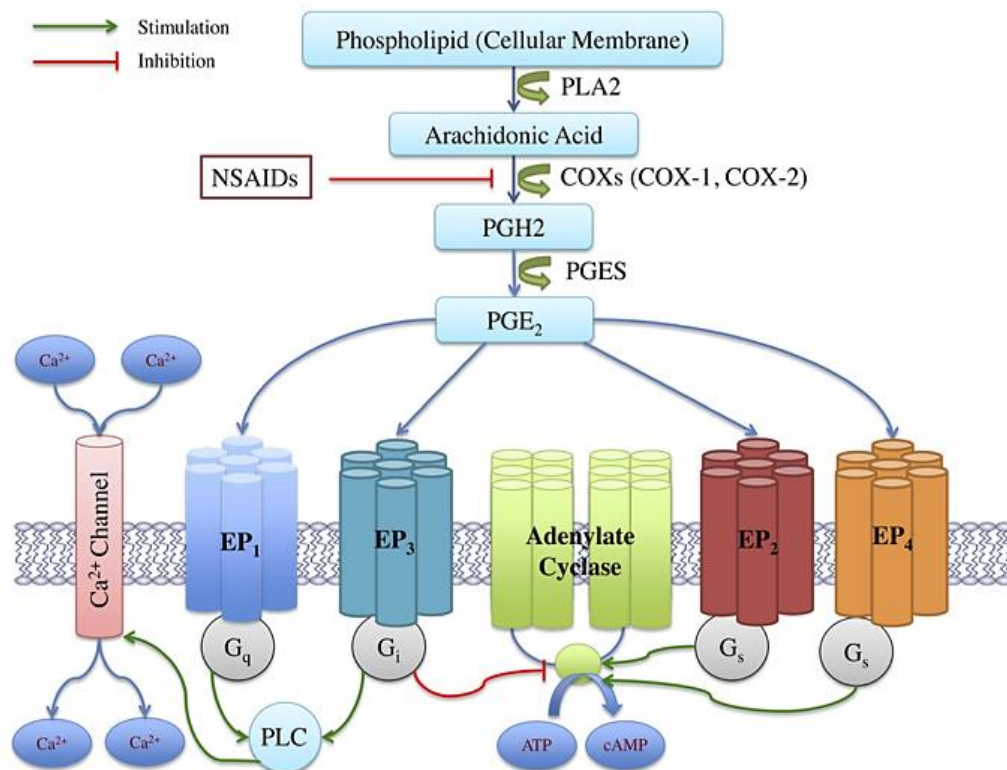 Stimulation
Inhibition
Phospholipid (Cellular Membrane)
PLA2
Arachidonic Acid
NSAIDs
COXs (COX-1, COX-2)
PGH2
PGES
PGE₂
Ca²⁺
Ca²⁺
Ca²⁺ Channel
EP₁
EP₃
Adenylate
Cyclase
EP₂
EP₄
Gq
Gᵢ
Gₛ
Gₛ
PLC
Ca²⁺
Ca²⁺
ATP
cAMP